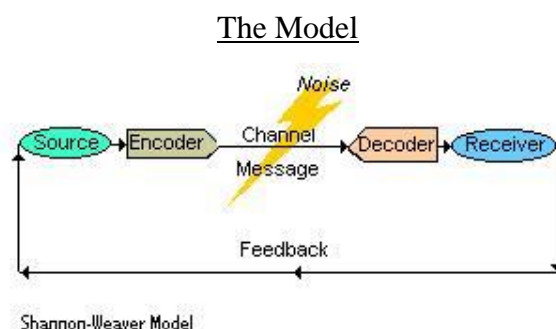 The Model
Noise
Source Encoder Channel Decoder Receiver
Message
Feedback
Shannon-Weaver Model